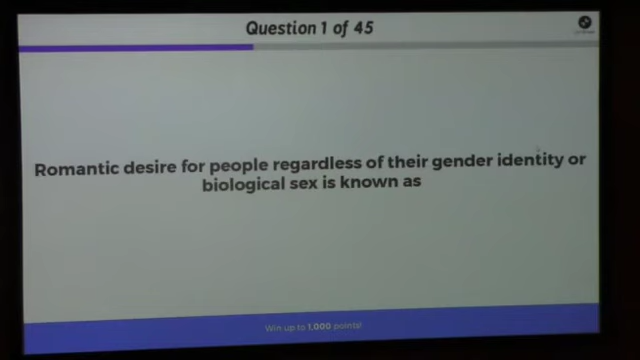 Question 1 of 45
Romantic desire for people regardless of their gender identity or
biological sex is known as
Win up to 1,000 points!